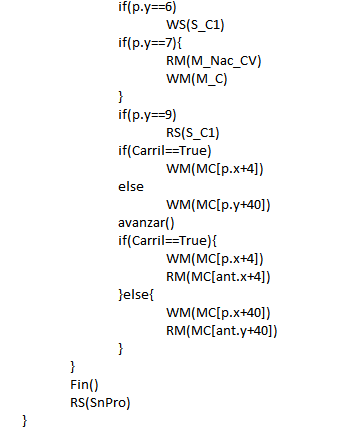 if(p.y==6)
WS(S_C1)
if(p.y==7){
RM(M_Nac_CV)
WM(M_C)
}
if(p.y==9)
RS(S_C1)
if(Carril==True)
WM(MC[p.x+4])
else
WM(MC[p.y+40])
avanzar()
if(Carril==True){
WM(MC[p.x+4])
RM(MC[ant.x+4])
}else{
WM(MC[p.x+40])
RM(MC[ant.y+40])
}
}
Fin()
RS(SnPro)
}